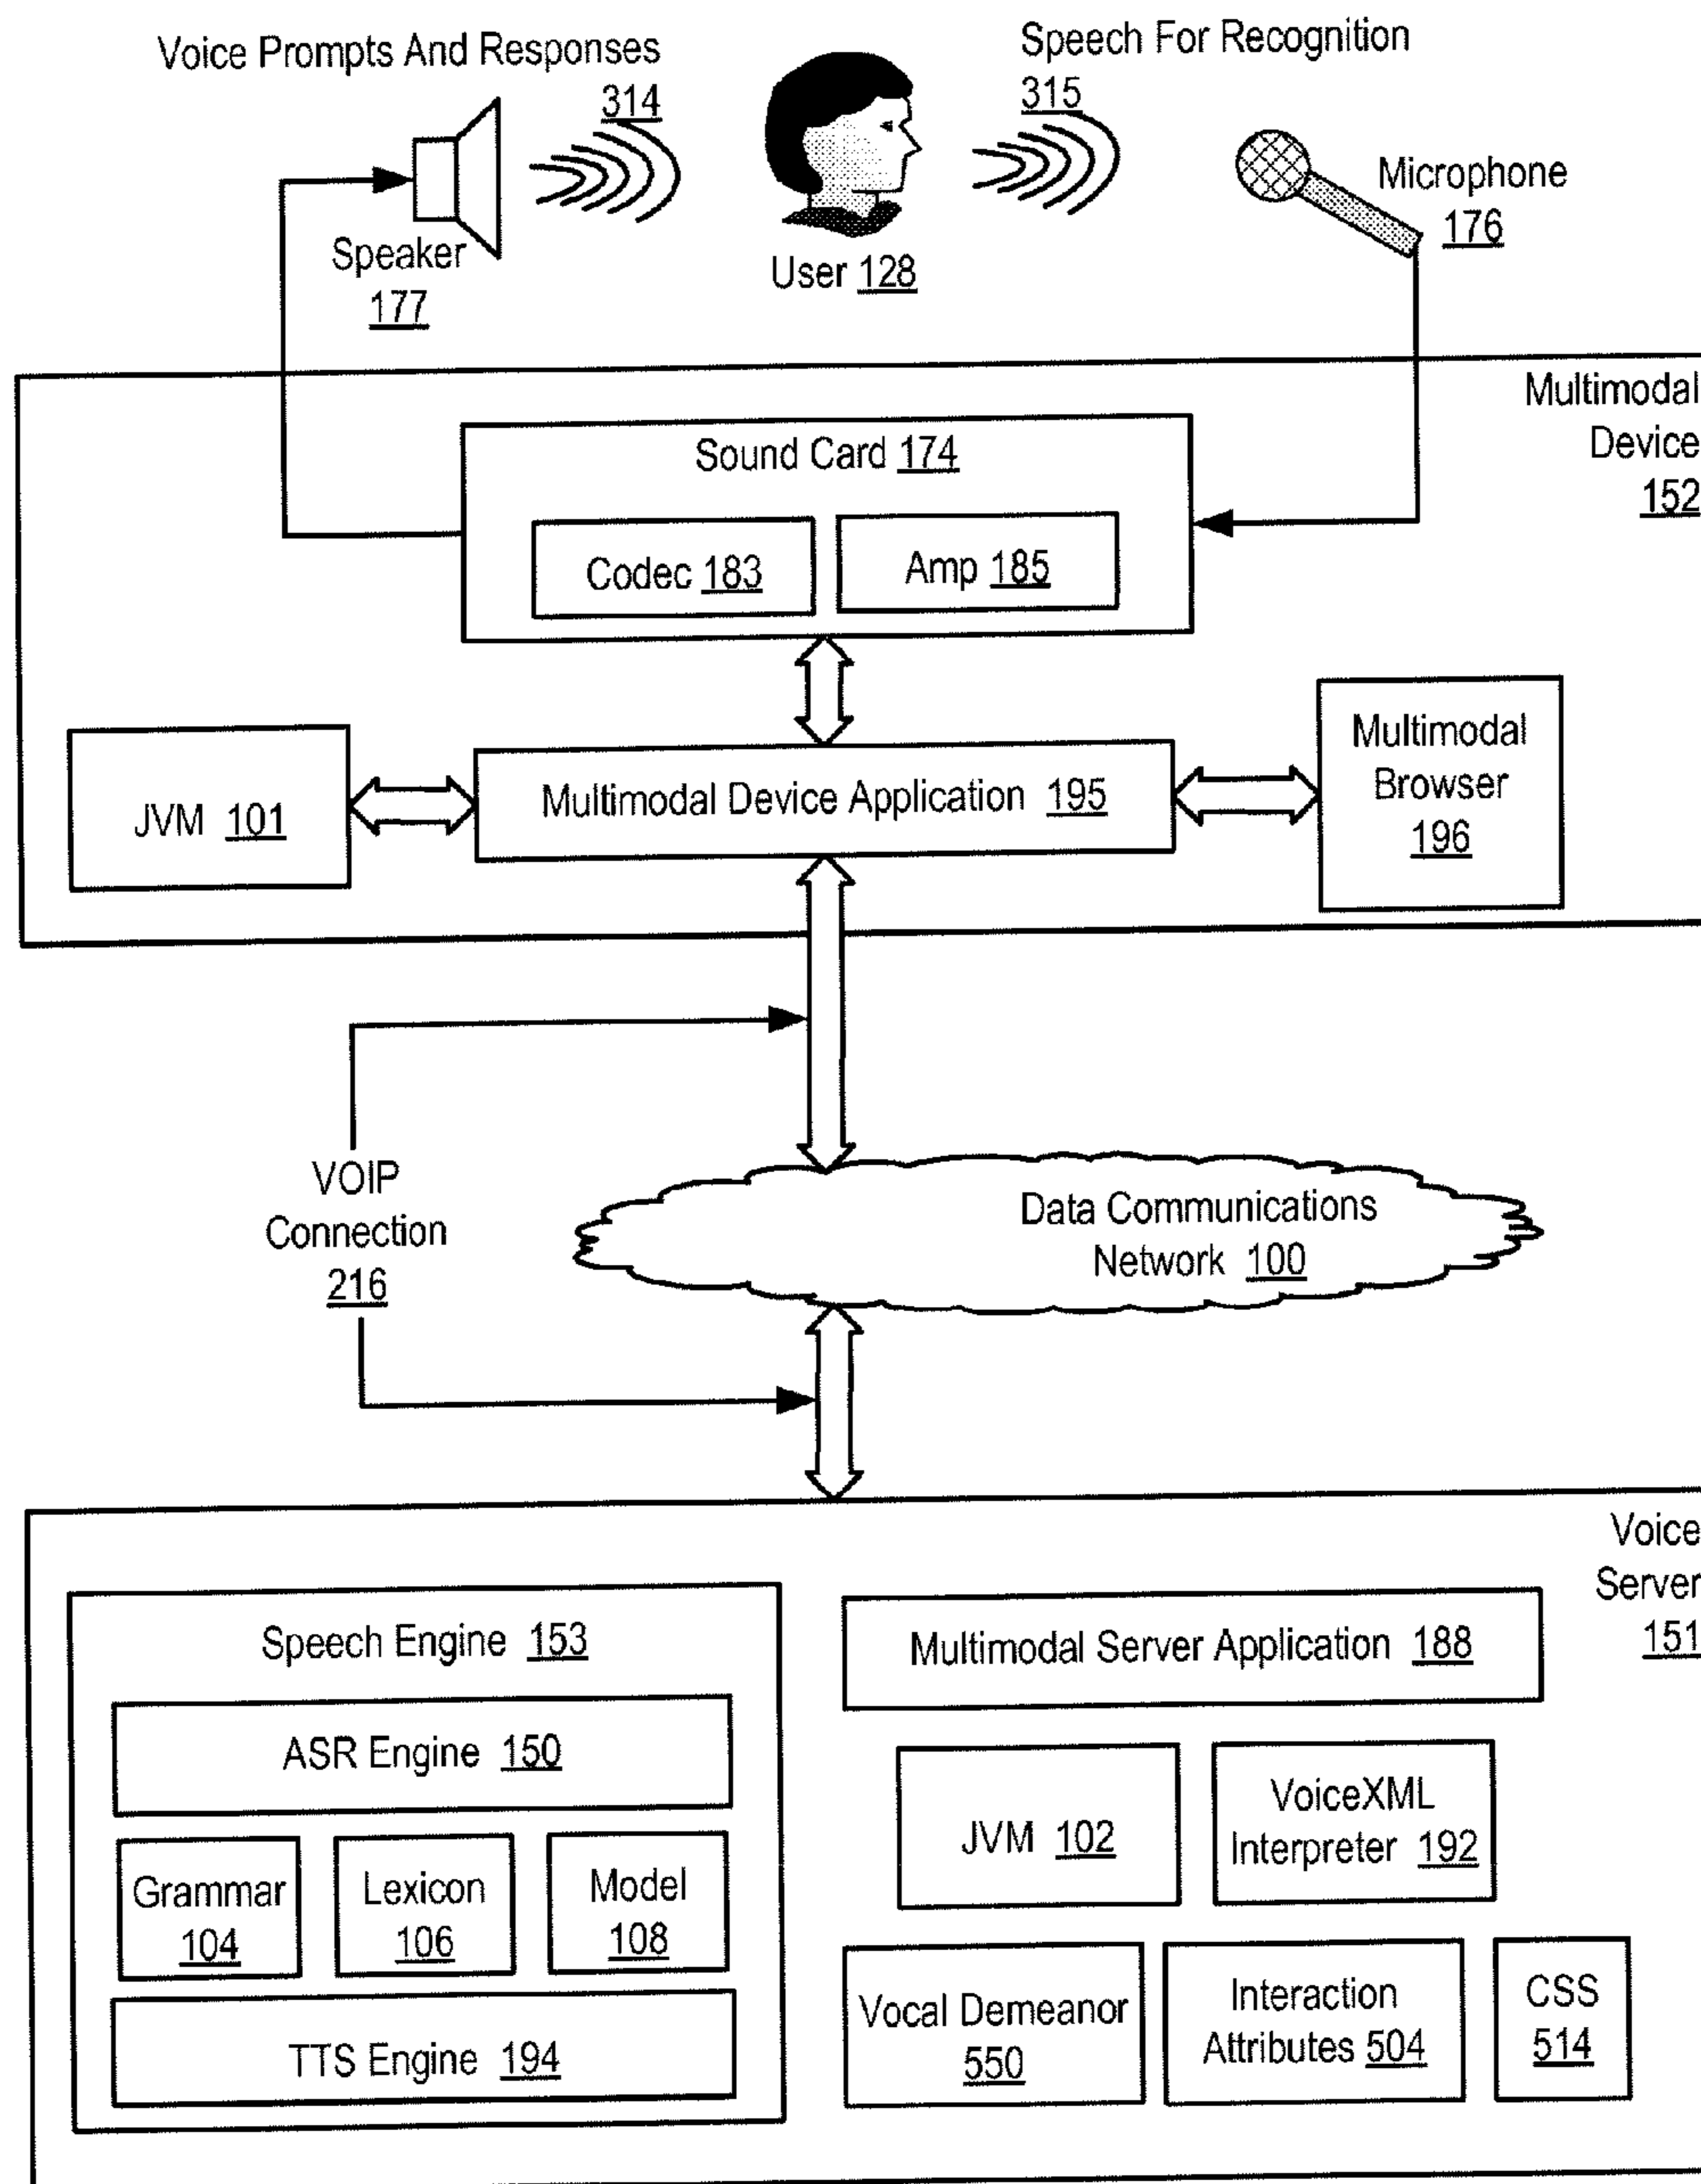 Voice Prompts And Responses
314
Speech For Recognition
315
Speaker
177
User 128
Microphone
176
Multimodal
Device
152
Sound Card 174
Codec 183
Amp 185
JVM 101
Multimodal Device Application 195
Multimodal
Browser
196
VOIP
Connection
216
Data Communications
Network 100
Voice
Server
151
Speech Engine 153
ASR Engine 150
Grammar
104
Lexicon
106
Model
108
TTS Engine 194
Multimodal Server Application 188
JVM 102
VoiceXML
Interpreter 192
Vocal Demeanor
550
Interaction
Attributes 504
CSS
514